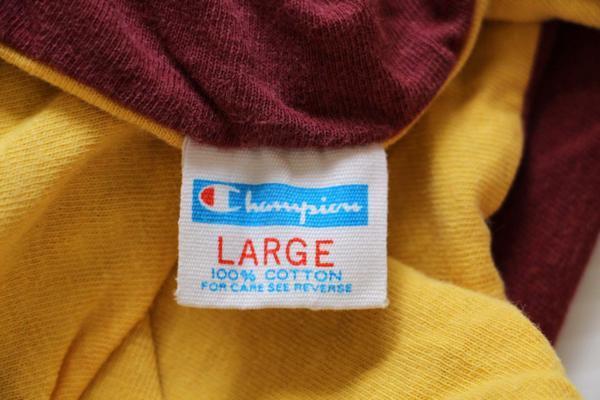 Champion
LARGE
100% COTTON
FOR CARE SEE REVERSE